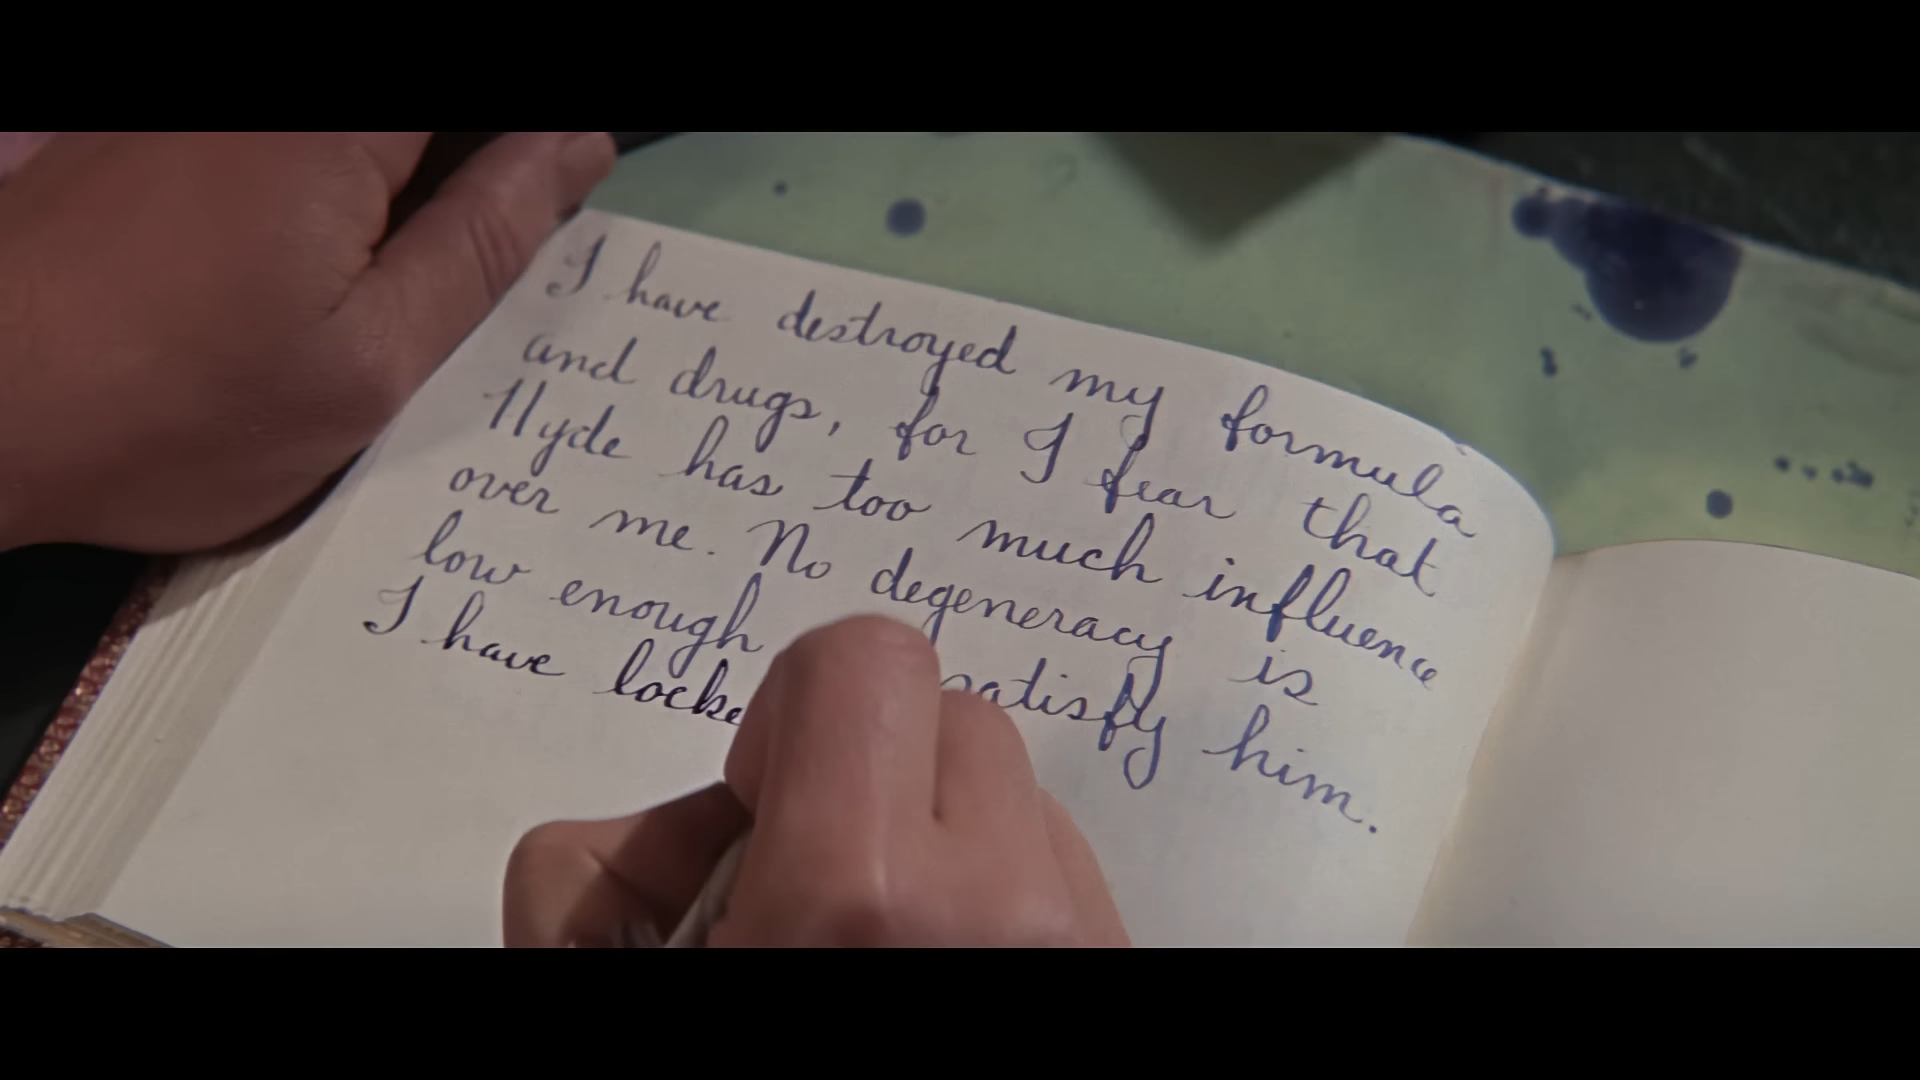 I have destroyed my formula
and drugs, for I fear that
Hyde has too much influence
over me. No degeneracy is
low enough satisfy him.
I have locke